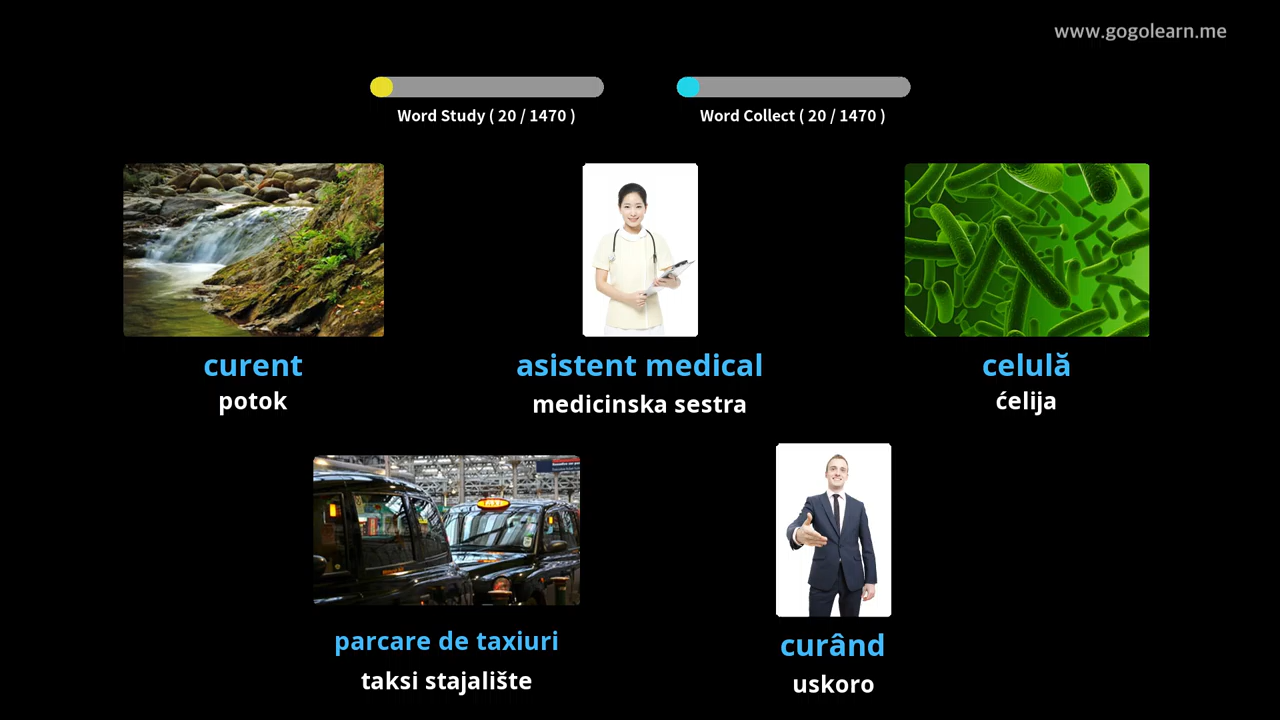 www.gogolearn.me
Word Study ( 20 / 1470 )
Word Collect ( 20 / 1470 )
curent
potok
asistent medical
medicinska sestra
celulă
ćelija
TAXI
parcare de taxiuri
taksi stajalište
curând
uskoro